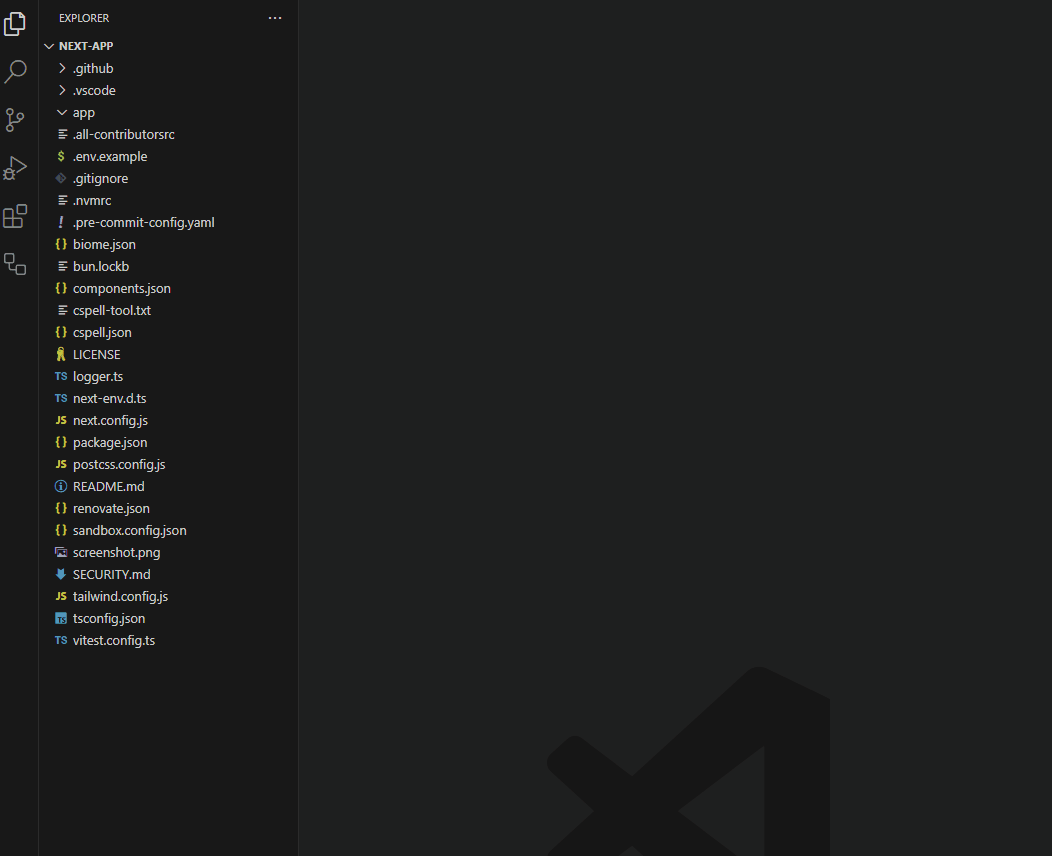 EXPLORER
NEXT-APP
.github
.vscode
app
.all-contributorsrc
$ .env.example
.gitignore
.nvmrc
! .pre-commit-config.yaml
{} biome.json
bun.lockb
{} components.json
cspell-tool.txt
{} cspell.json
LICENSE
TS logger.ts
TS next-env.d.ts
JS next.config.js
{} package.json
JS postcss.config.js
README.md
{} renovate.json
{} sandbox.config.json
screenshot.png
SECURITY.md
JS tailwind.config.js
TS tsconfig.json
TS vitest.config.ts